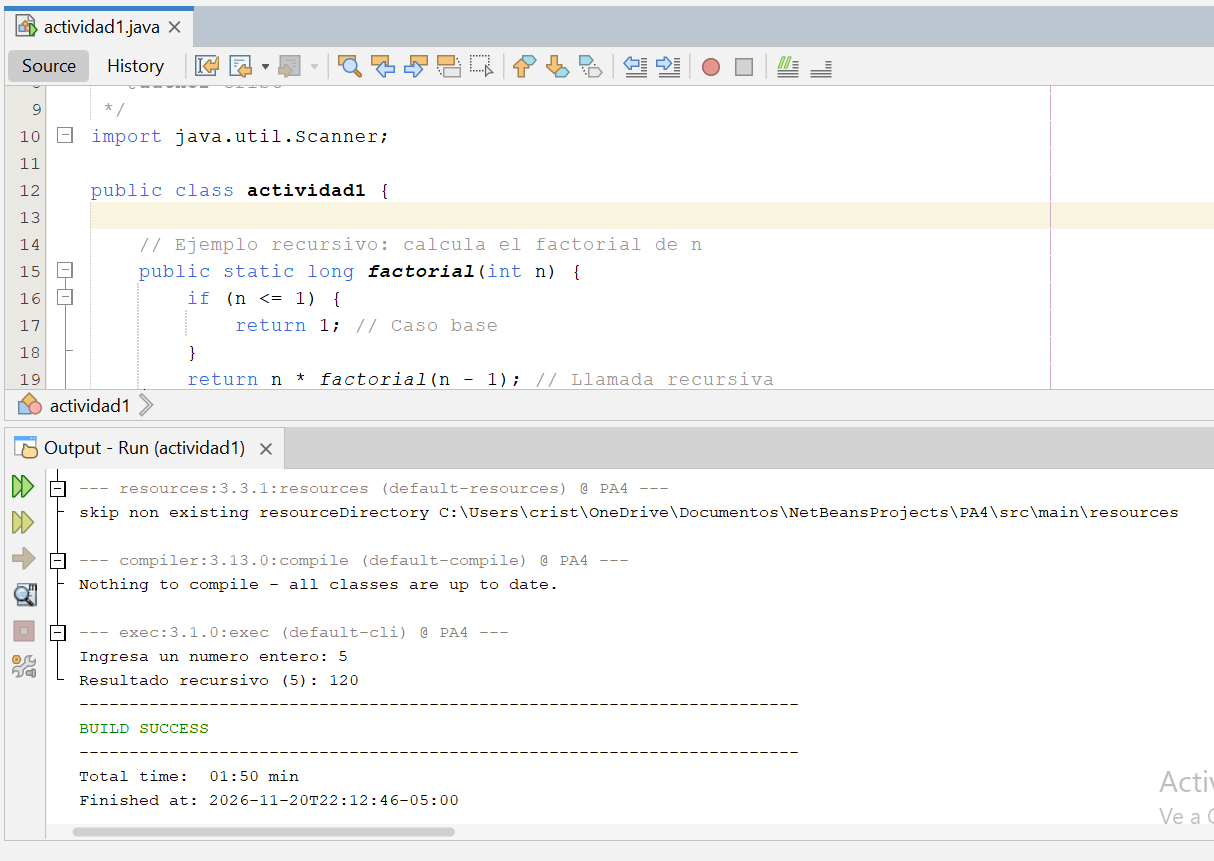 actividad1.java
Source History
9 */
10 import java.util.Scanner;
11
12 public class actividad1 {
13
14 // Ejemplo recursivo: calcula el factorial de n
15 public static long factorial(int n) {
16 if (n <= 1) {
17 return 1; // Caso base
18 }
19 return n * factorial(n - 1); // Llamada recursiva
actividad1
Output - Run (actividad1)
--- resources:3.3.1:resources (default-resources) @ PA4 ---
skip non existing resourceDirectory C:\Users\crist\OneDrive\Documentos\NetBeansProjects\PA4\src\main\resources
--- compiler:3.13.0:compile (default-compile) @ PA4 ---
Nothing to compile - all classes are up to date.
--- exec:3.1.0:exec (default-cli) @ PA4 ---
Ingresa un numero entero: 5
Resultado recursivo (5): 120
------------------------------------------------------------------------
BUILD SUCCESS
------------------------------------------------------------------------
Total time:  01:50 min
Finished at: 2026-11-20T22:12:46-05:00
Ve a